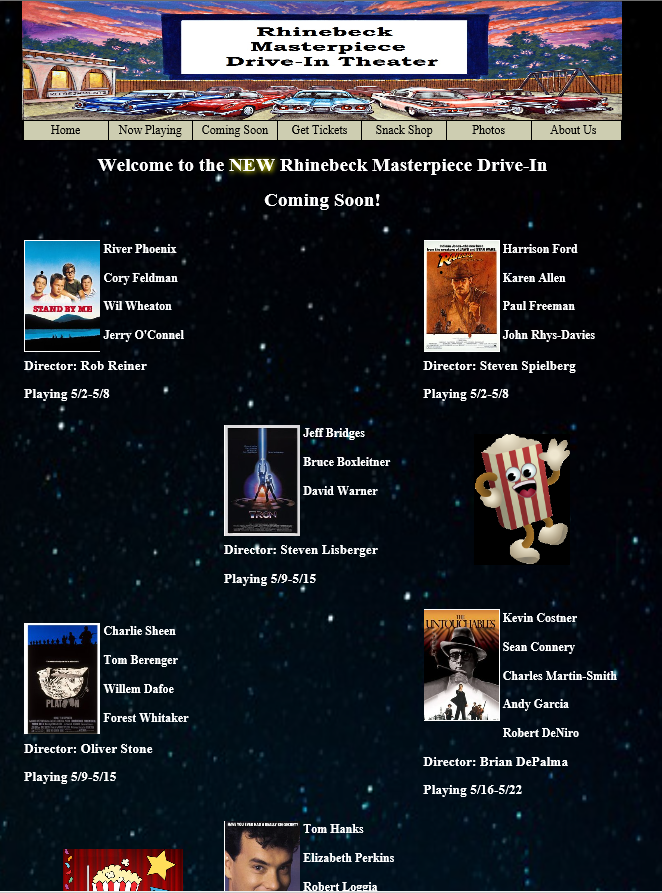 Rhinebeck
Masterpiece
Drive-In Theater
Home
Now Playing
Coming Soon
Get Tickets
Snack Shop
Photos
About Us
Welcome to the NEW Rhinebeck Masterpiece Drive-In
Coming Soon!
STAND BY ME
River Phoenix
Cory Feldman
Wil Wheaton
Jerry O'Connel
Director: Rob Reiner
Playing 5/2-5/8
Harrison Ford
Karen Allen
Paul Freeman
John Rhys-Davies
Director: Steven Spielberg
Playing 5/2-5/8
TRON
Jeff Bridges
Bruce Boxleitner
David Warner
Director: Steven Lisberger
Playing 5/9-5/15
PLATOON
Charlie Sheen
Tom Berenger
Willem Dafoe
Forest Whitaker
Director: Oliver Stone
Playing 5/9-5/15
THE
UNTOUCHABLES
Kevin Costner
Sean Connery
Charles Martin-Smith
Andy Garcia
Robert DeNiro
Director: Brian DePalma
Playing 5/16-5/22
Tom Hanks
Elizabeth Perkins
Robert Loggia